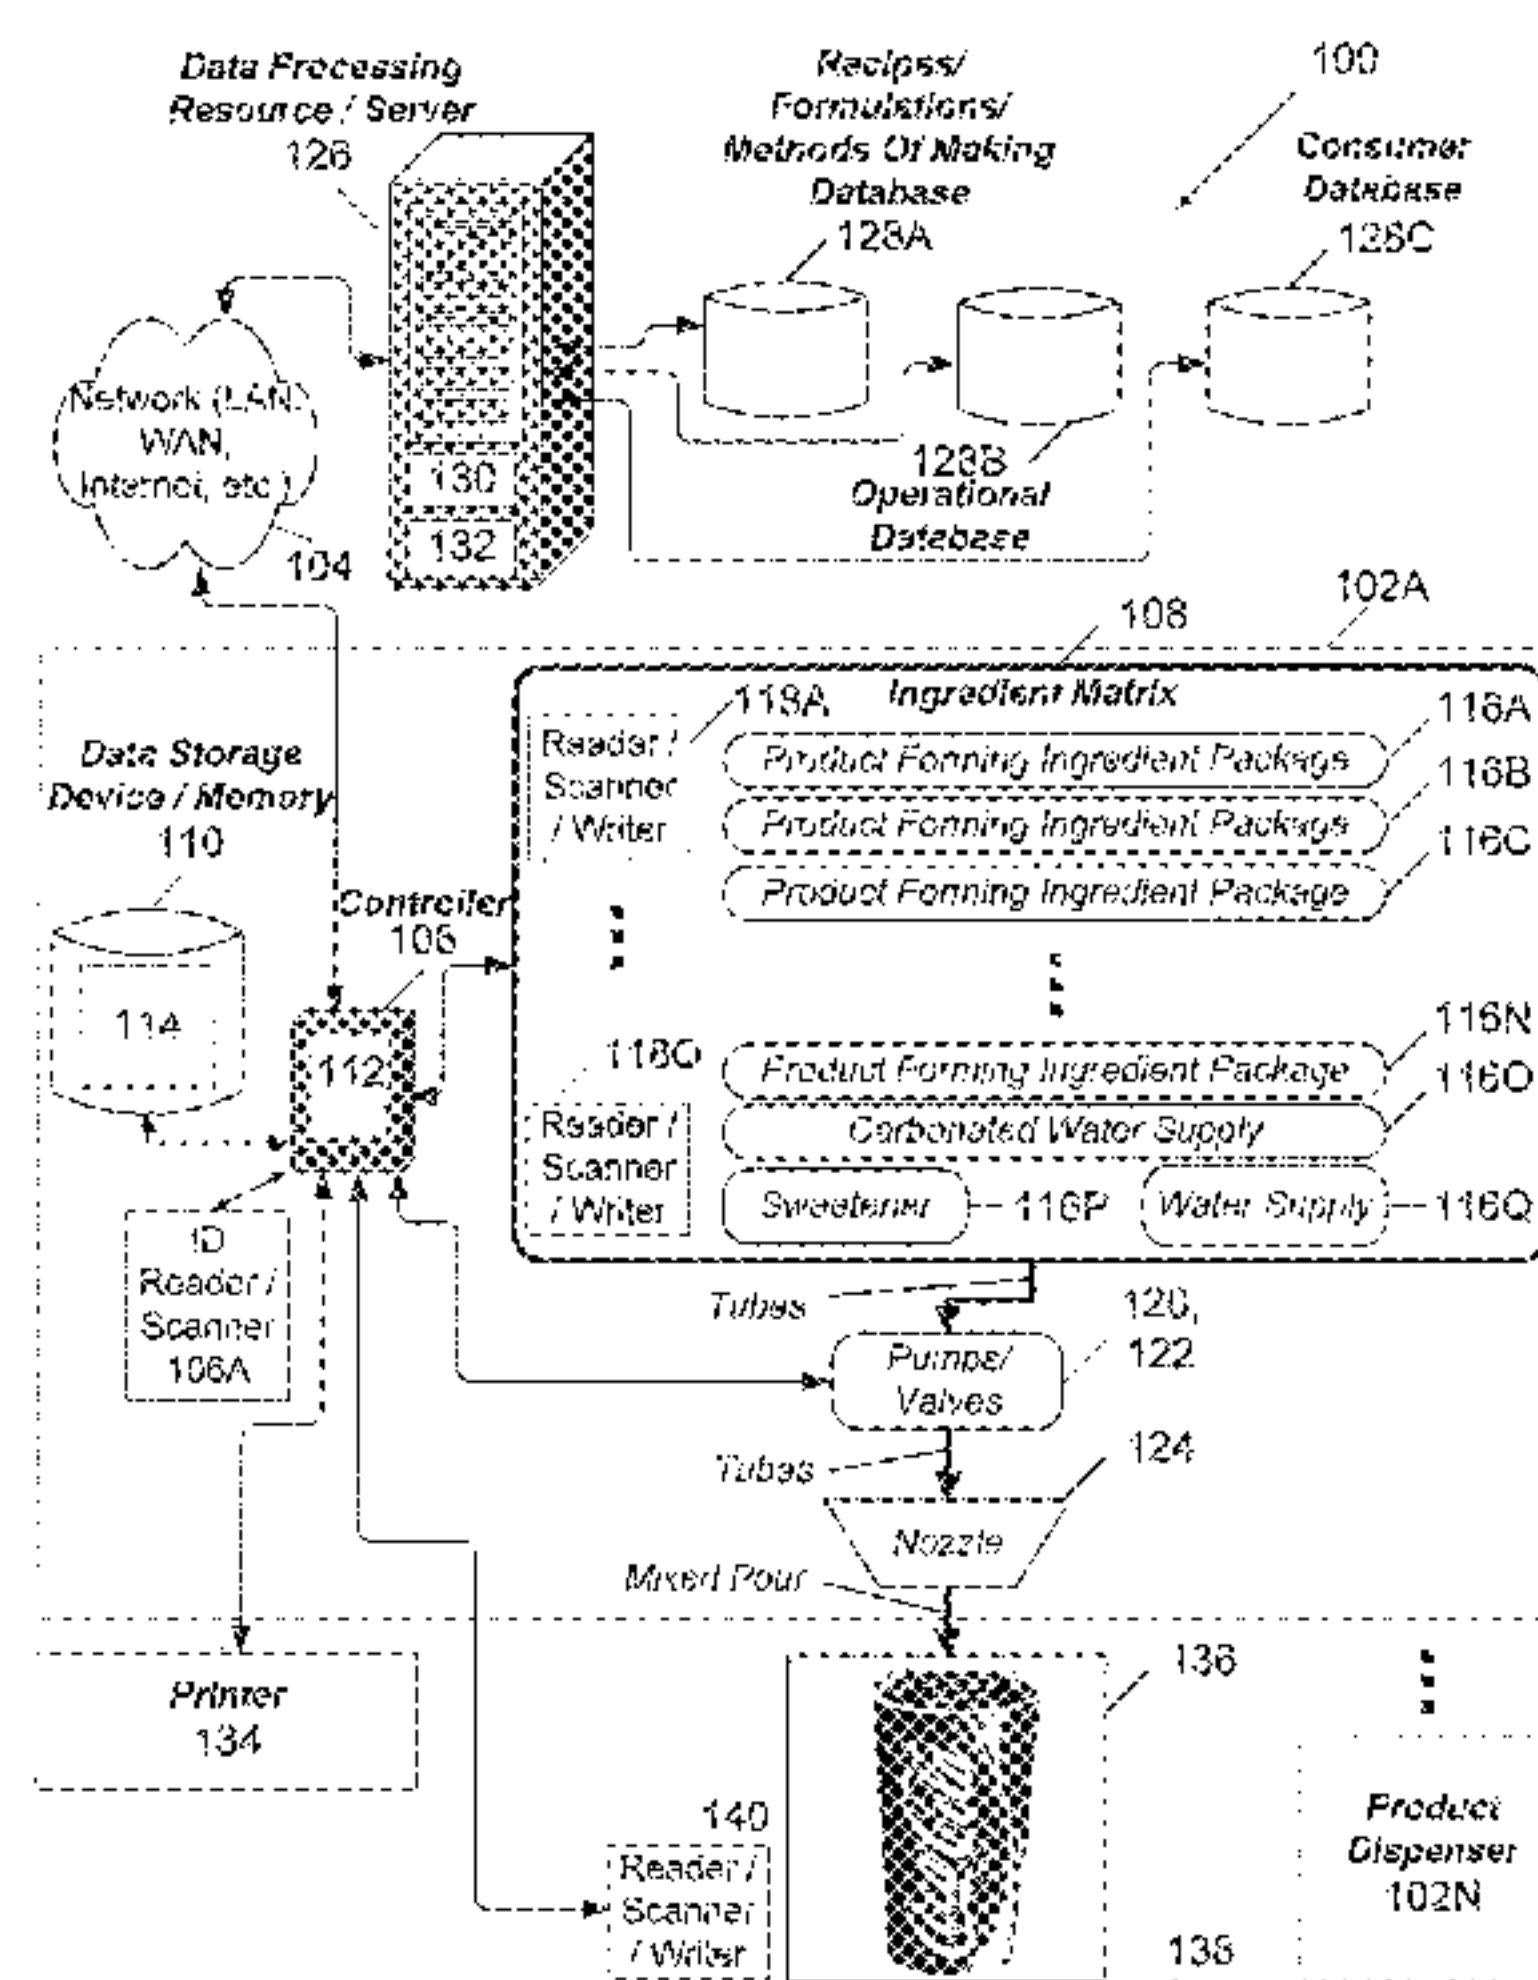 Data Processing
Resource / Server
126
Recipes/
Formulations/
Methods Of Making
Database
128A
100
Consumer
Database
128C
Network (LAN,
WAN,
Internet, etc.)
104
130
132
128B
Operational
Database
102A
108
Ingredient Matrix
118A
Reader /
Scanner
/ Writer
Product Forming Ingredient Package
116A
Product Forming Ingredient Package
116B
Product Forming Ingredient Package
116C
Data Storage
Device / Memory
110
114
Controller
106
112
118Q
Product Forming Ingredient Package
116N
Carbonated Water Supply
116O
Reader /
Scanner
/ Writer
Sweetener
116P
Water Supply
116Q
ID
Reader /
Scanner
106A
Tubes
Pumps/
Valves
120,
122
Tubes
124
Nozzle
Mixed Pour
Printer
134
136
140
Reader /
Scanner
/ Writer
Product
Dispenser
102N
138